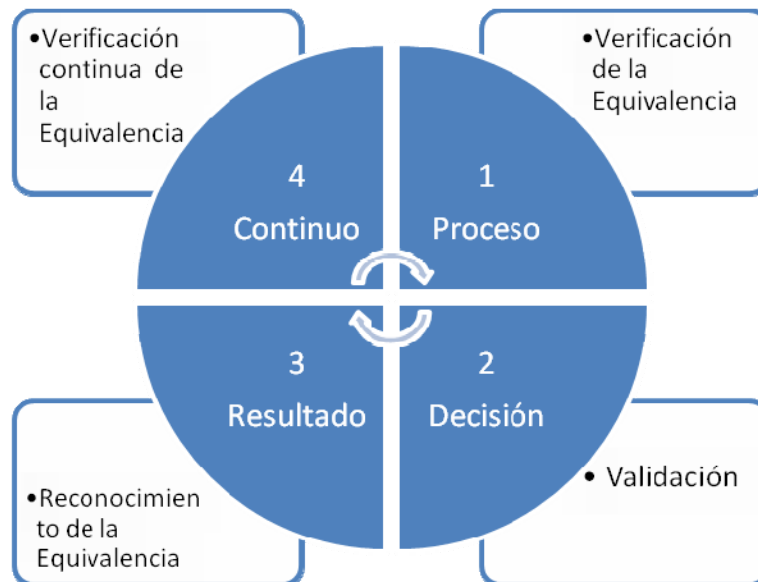 •Verificación
continua de
la
Equivalencia
•Verificación
de la
Equivalencia
4
Continuo
1
Proceso
3
Resultado
2
Decisión
•Reconocimien
to de la
Equivalencia
• Validación